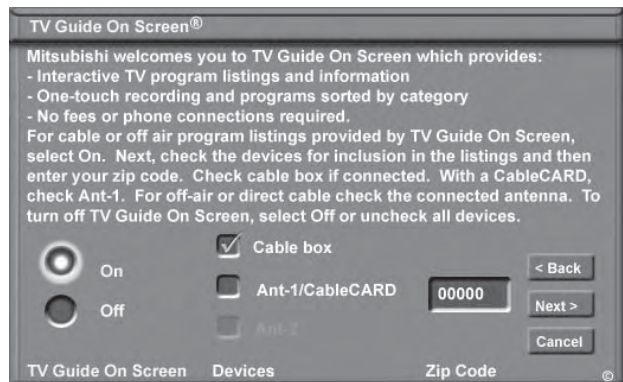 TV Guide On Screen®
Mitsubishi welcomes you to TV Guide On Screen which provides:
- Interactive TV program listings and information
- One-touch recording and programs sorted by category
- No fees or phone connections required.
For cable or off air program listings provided by TV Guide On Screen,
select On. Next, check the devices for inclusion in the listings and then
enter your zip code. Check cable box if connected. With a CableCARD,
check Ant-1. For off-air or direct cable check the connected antenna. To
turn off TV Guide On Screen, select Off or uncheck all devices.
On
Off
Cable box
Ant-1/CableCARD
Ant-2
00000
< Back
Next >
Cancel
TV Guide On Screen
Devices
Zip Code
©